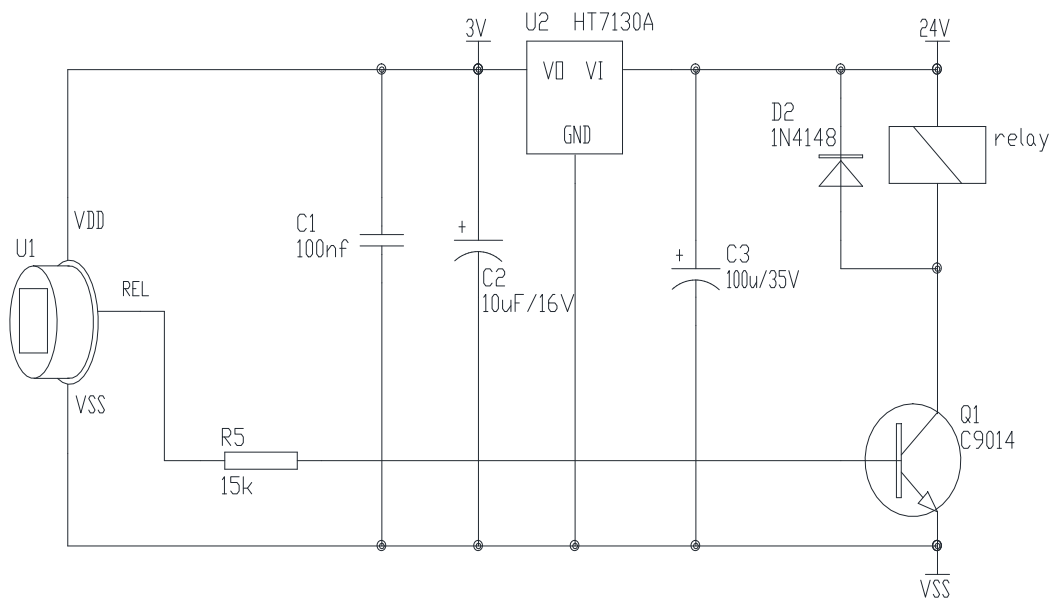 3V
U2 HT7130A
24V
VO VI
GND
D2
1N4148
relay
VDD
U1
C1
100nf
+
C2
10uF/16V
+
C3
100u/35V
REL
VSS
R5
15k
Q1
C9014
VSS